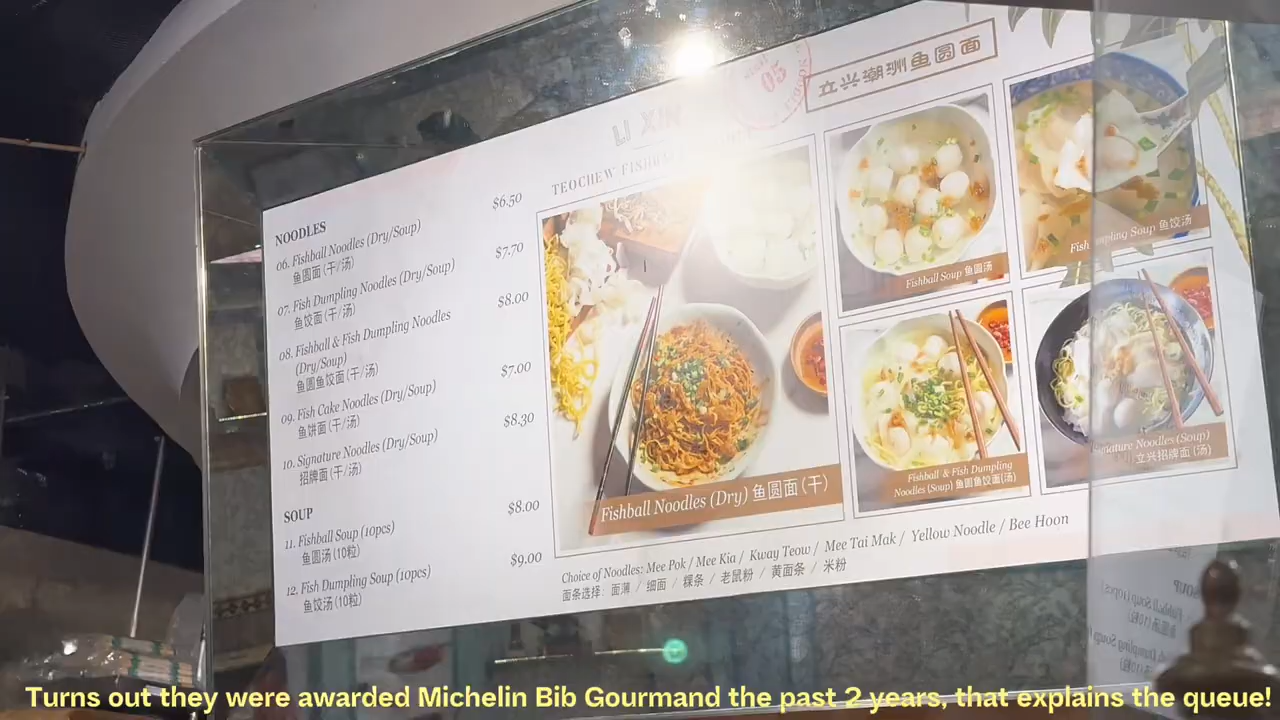 立兴潮洲鱼圆面
05
LI XIN
TEOCHEW FISHBALL
NOODLES
06. Fishball Noodles (Dry/Soup) $6.50
鱼圆面(干/汤)
07. Fish Dumpling Noodles (Dry/Soup) $7.70
鱼饺面(干/汤)
08. Fishball & Fish Dumpling Noodles $8.00
(Dry/Soup)
鱼圆鱼饺面(干/汤)
09. Fish Cake Noodles (Dry/Soup) $7.00
鱼饼面(干/汤)
10. Signature Noodles (Dry/Soup) $8.30
招牌面(干/汤)
SOUP
11. Fishball Soup (10pcs) $8.00
鱼圆汤(10粒)
12. Fish Dumpling Soup (10pcs) $9.00
鱼饺汤(10粒)
Fishball Noodles (Dry) 鱼圆面(干)
Fishball Soup 鱼圆汤
Soup 鱼饺汤
Fishball & Fish Dumpling
Noodles (Soup) 鱼圆鱼饺面(汤)
Signature Noodles (Soup)
立兴招牌面(汤)
Choice of Noodles: Mee Pok / Mee Kia / Kway Teow / Mee Tai Mak / Yellow Noodle / Bee Hoon
面条选择: 面薄 / 细面 / 粿条 / 老鼠粉 / 黄面条 / 米粉
Turns out they were awarded Michelin Bib Gourmand the past 2 years, that explains the queue!